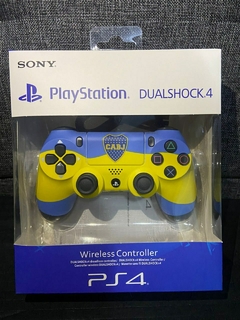 SONY
PlayStation DUALSHOCK.4
CABJ
Wireless Controller
PS4